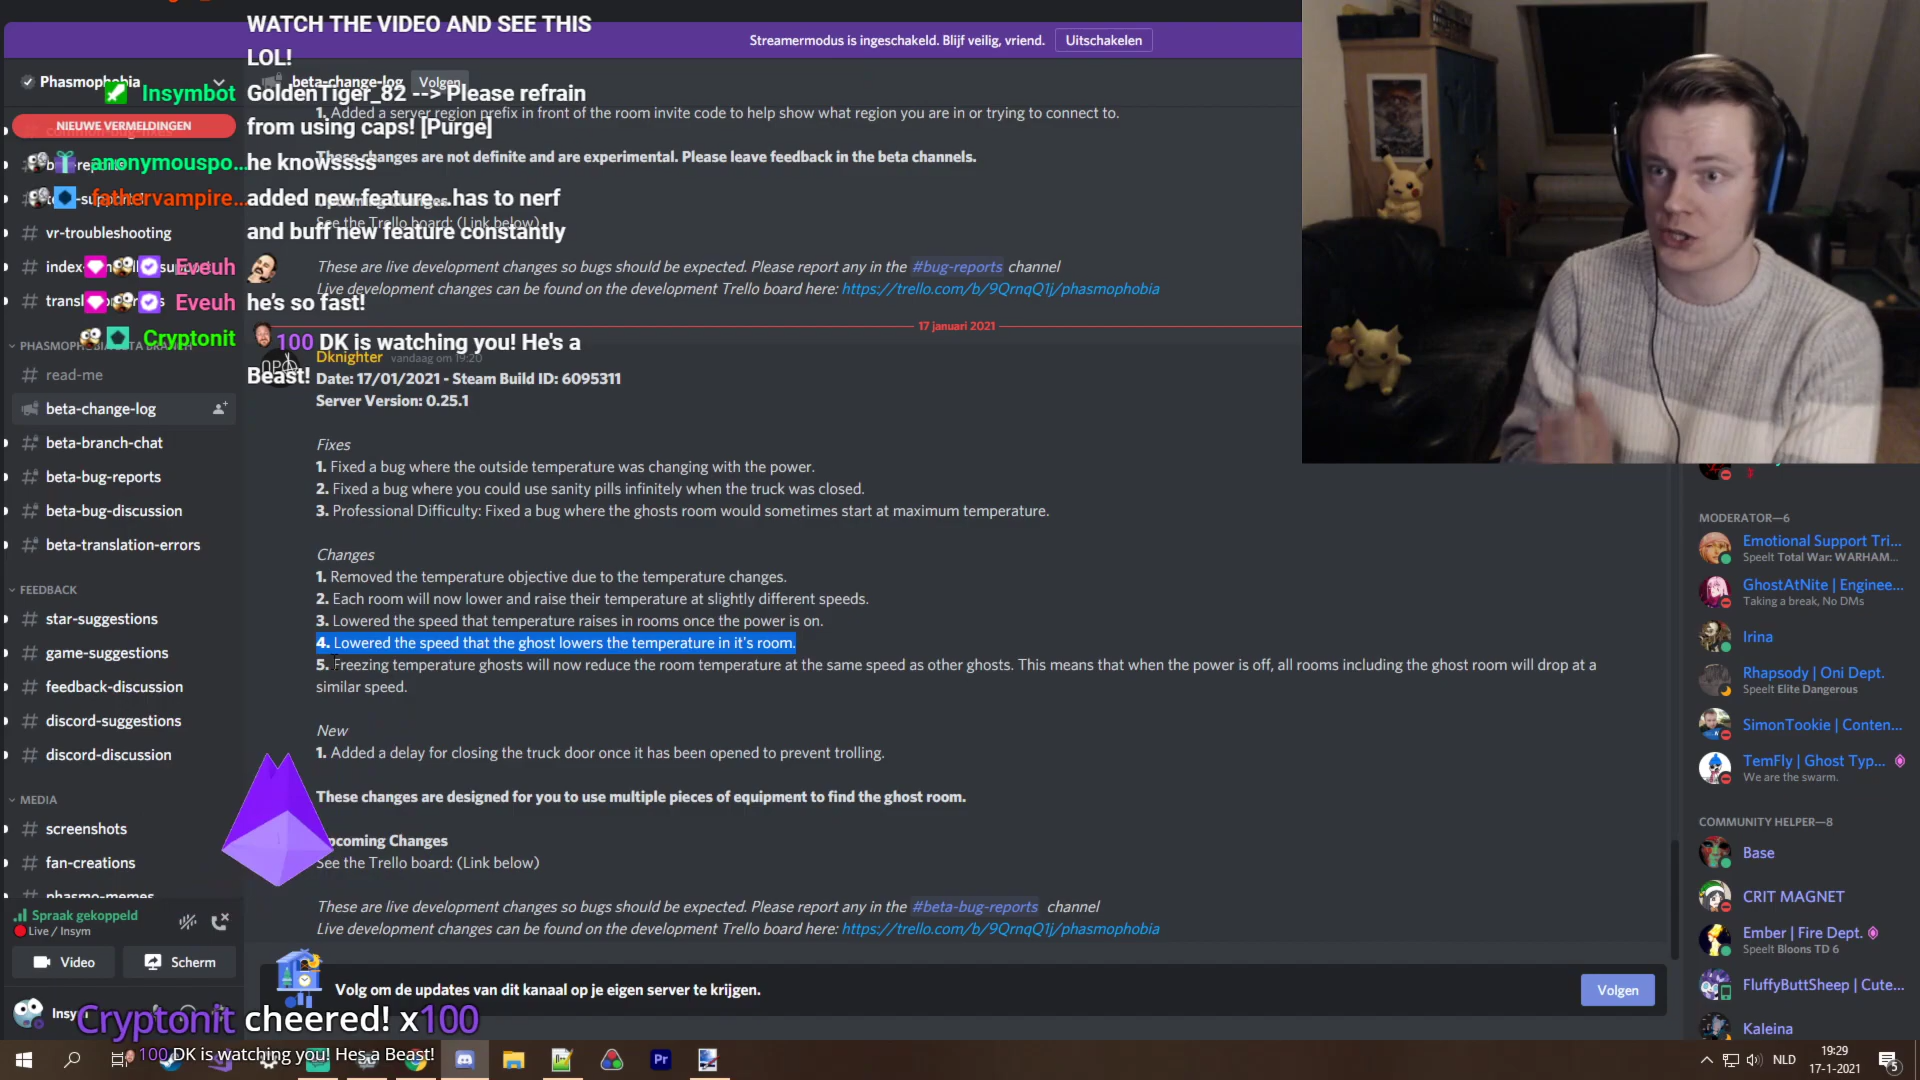 WATCH THE VIDEO AND SEE THIS
LOL!
Streamermodus is ingeschakeld. Blijf veilig, vriend.
Uitschakelen
Phasmophobia
beta-change-log
Volgen
Insymbot
GoldenTiger_82 --> Please refrain
from using caps! [Purge]
1. Added a server region prefix in front of the room invite code to help show what region you are in or trying to connect to.
NIEUWE VERMELDINGEN
anonymouspo...
he knowssss
These changes are not definite and are experimental. Please leave feedback in the beta channels.
fathervampire...
added new feature...has to nerf
and buff new feature constantly
Upcoming Changes
See the Trello board: (Link below)
vr-troubleshooting
Eveuh
These are live development changes so bugs should be expected. Please report any in the #bug-reports channel
Live development changes can be found on the development Trello board here: https://trello.com/b/9QrnqQ1j/phasmophobia
Eveuh
he's so fast!
17 januari 2021
Cryptonit
100 DK is watching you! He's a
Beast!
Dknighter vandaag om 19:20
Date: 17/01/2021 - Steam Build ID: 6095311
Server Version: 0.25.1
read-me
beta-change-log
beta-branch-chat
beta-bug-reports
beta-bug-discussion
beta-translation-errors
FEEDBACK
star-suggestions
game-suggestions
feedback-discussion
discord-suggestions
discord-discussion
MEDIA
screenshots
fan-creations
phasmo-memes
Fixes
1. Fixed a bug where the outside temperature was changing with the power.
2. Fixed a bug where you could use sanity pills infinitely when the truck was closed.
3. Professional Difficulty: Fixed a bug where the ghosts room would sometimes start at maximum temperature.
Changes
1. Removed the temperature objective due to the temperature changes.
2. Each room will now lower and raise their temperature at slightly different speeds.
3. Lowered the speed that temperature raises in rooms once the power is on.
4. Lowered the speed that the ghost lowers the temperature in it's room.
5. Freezing temperature ghosts will now reduce the room temperature at the same speed as other ghosts. This means that when the power is off, all rooms including the ghost room will drop at a
similar speed.
New
1. Added a delay for closing the truck door once it has been opened to prevent trolling.
These changes are designed for you to use multiple pieces of equipment to find the ghost room.
Upcoming Changes
See the Trello board: (Link below)
These are live development changes so bugs should be expected. Please report any in the #beta-bug-reports channel
Live development changes can be found on the development Trello board here: https://trello.com/b/9QrnqQ1j/phasmophobia
Volg om de updates van dit kanaal op je eigen server te krijgen.
Volgen
MODERATOR—6
Emotional Support Tri...
Speelt Total War: WARHAM...
GhostAtNite | Enginee...
Taking a break, No DMs
Irina
Rhapsody | Oni Dept.
Speelt Elite Dangerous
SimonTookie | Conten...
TemFly | Ghost Typ...
We are the swarm.
COMMUNITY HELPER—8
Base
CRIT MAGNET
Ember | Fire Dept.
Speelt Bloons TD 6
FluffyButtSheep | Cute...
Kaleina
Spraak gekoppeld
Live / Insym
Video
Scherm
Insy
Cryptonit cheered! x100
100 DK is watching you! Hes a Beast!
Pr
NLD
19:29
17-1-2021
5